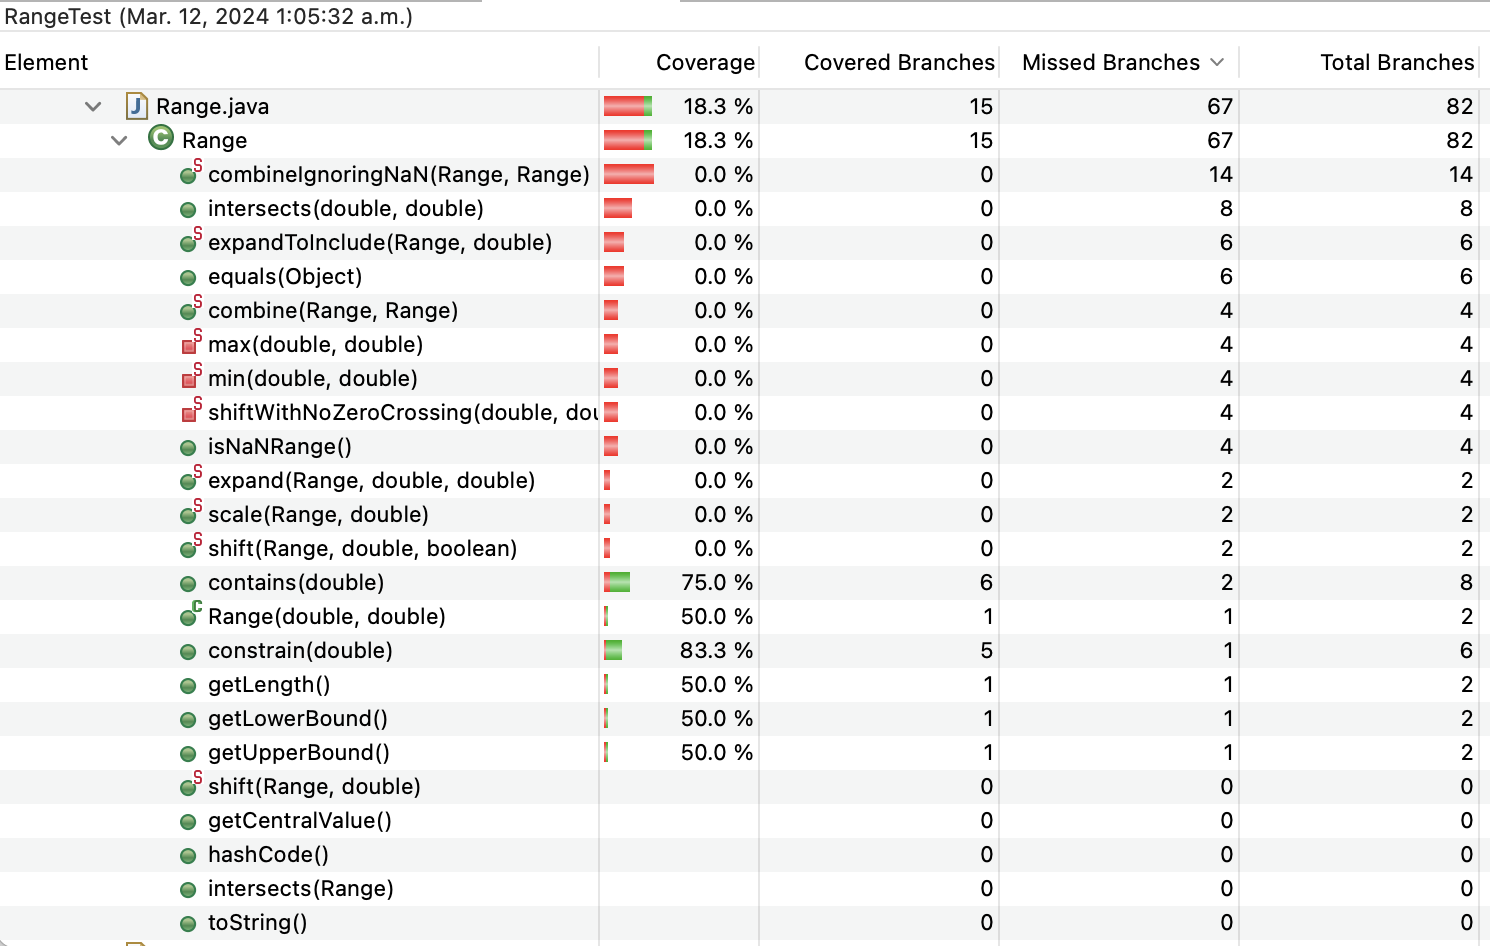 RangeTest (Mar. 12, 2024 1:05:32 a.m.)
Element Coverage Covered Branches Missed Branches Total Branches
J Range.java 18.3 % 15 67 82
C Range 18.3 % 15 67 82
S combineIgnoringNaN(Range, Range) 0.0 % 0 14 14
intersects(double, double) 0.0 % 0 8 8
S expandToInclude(Range, double) 0.0 % 0 6 6
equals(Object) 0.0 % 0 6 6
S combine(Range, Range) 0.0 % 0 4 4
S max(double, double) 0.0 % 0 4 4
S min(double, double) 0.0 % 0 4 4
S shiftWithNoZeroCrossing(double, dou 0.0 % 0 4 4
isNaNRange() 0.0 % 0 4 4
S expand(Range, double, double) 0.0 % 0 2 2
S scale(Range, double) 0.0 % 0 2 2
S shift(Range, double, boolean) 0.0 % 0 2 2
contains(double) 75.0 % 6 2 8
C Range(double, double) 50.0 % 1 1 2
constrain(double) 83.3 % 5 1 6
getLength() 50.0 % 1 1 2
getLowerBound() 50.0 % 1 1 2
getUpperBound() 50.0 % 1 1 2
S shift(Range, double) 0 0 0
getCentralValue() 0 0 0
hashCode() 0 0 0
intersects(Range) 0 0 0
toString() 0 0 0